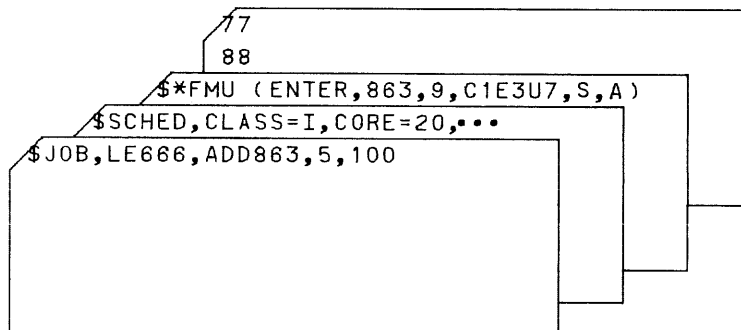 77
88
$*FMU (ENTER,863,9,C1E3U7,S,A)
$SCHED,CLASS=I,CORE=20,•••
$JOB,LE666,ADD863,5,100